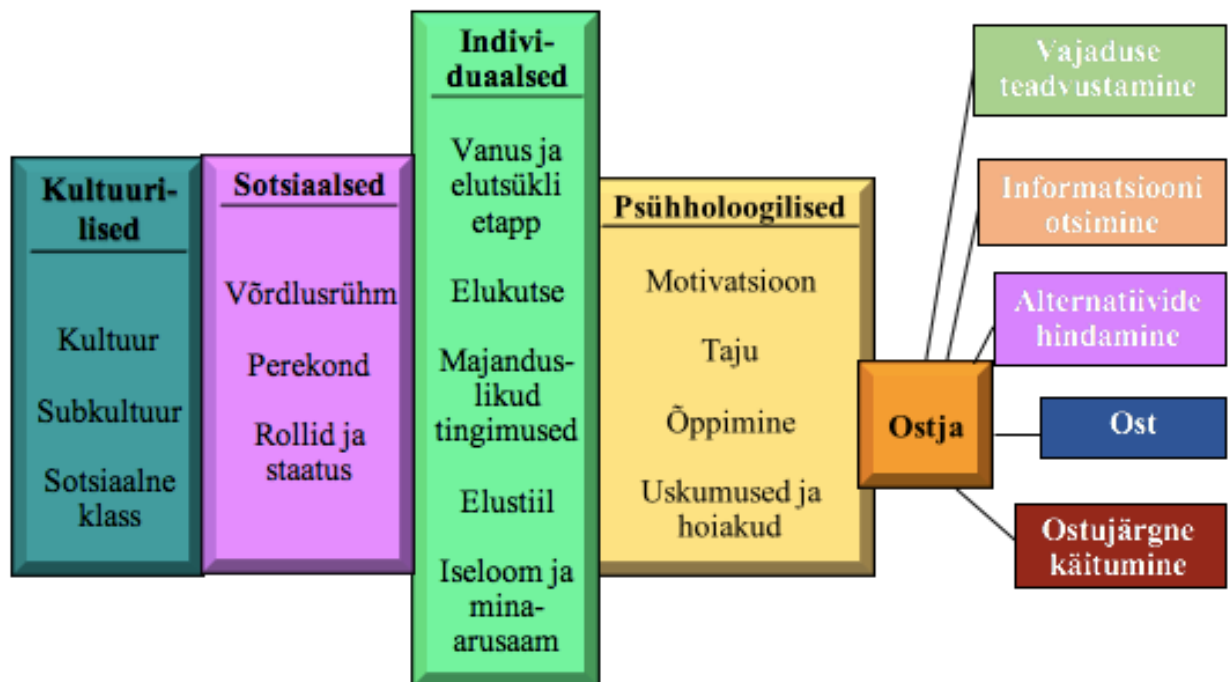 Kultuuri-
lised
Kultuur
Subkultuur
Sotsiaalne
klass
Sotsiaalsed
Võrdlusrühm
Perekond
Rollid ja
staatus
Indivi-
duaalsed
Vanus ja
elutsükli
etapp
Elukutse
Majandus-
likud
tingimused
Elustiil
Iseloom ja
mina-
arusaam
Psühholoogilised
Motivatsioon
Taju
Õppimine
Uskumused ja
hoiakud
Ostja
Vajaduse
teadvustamine
Informatsiooni
otsimine
Alternatiivide
hindamine
Ost
Ostujärgne
käitumine